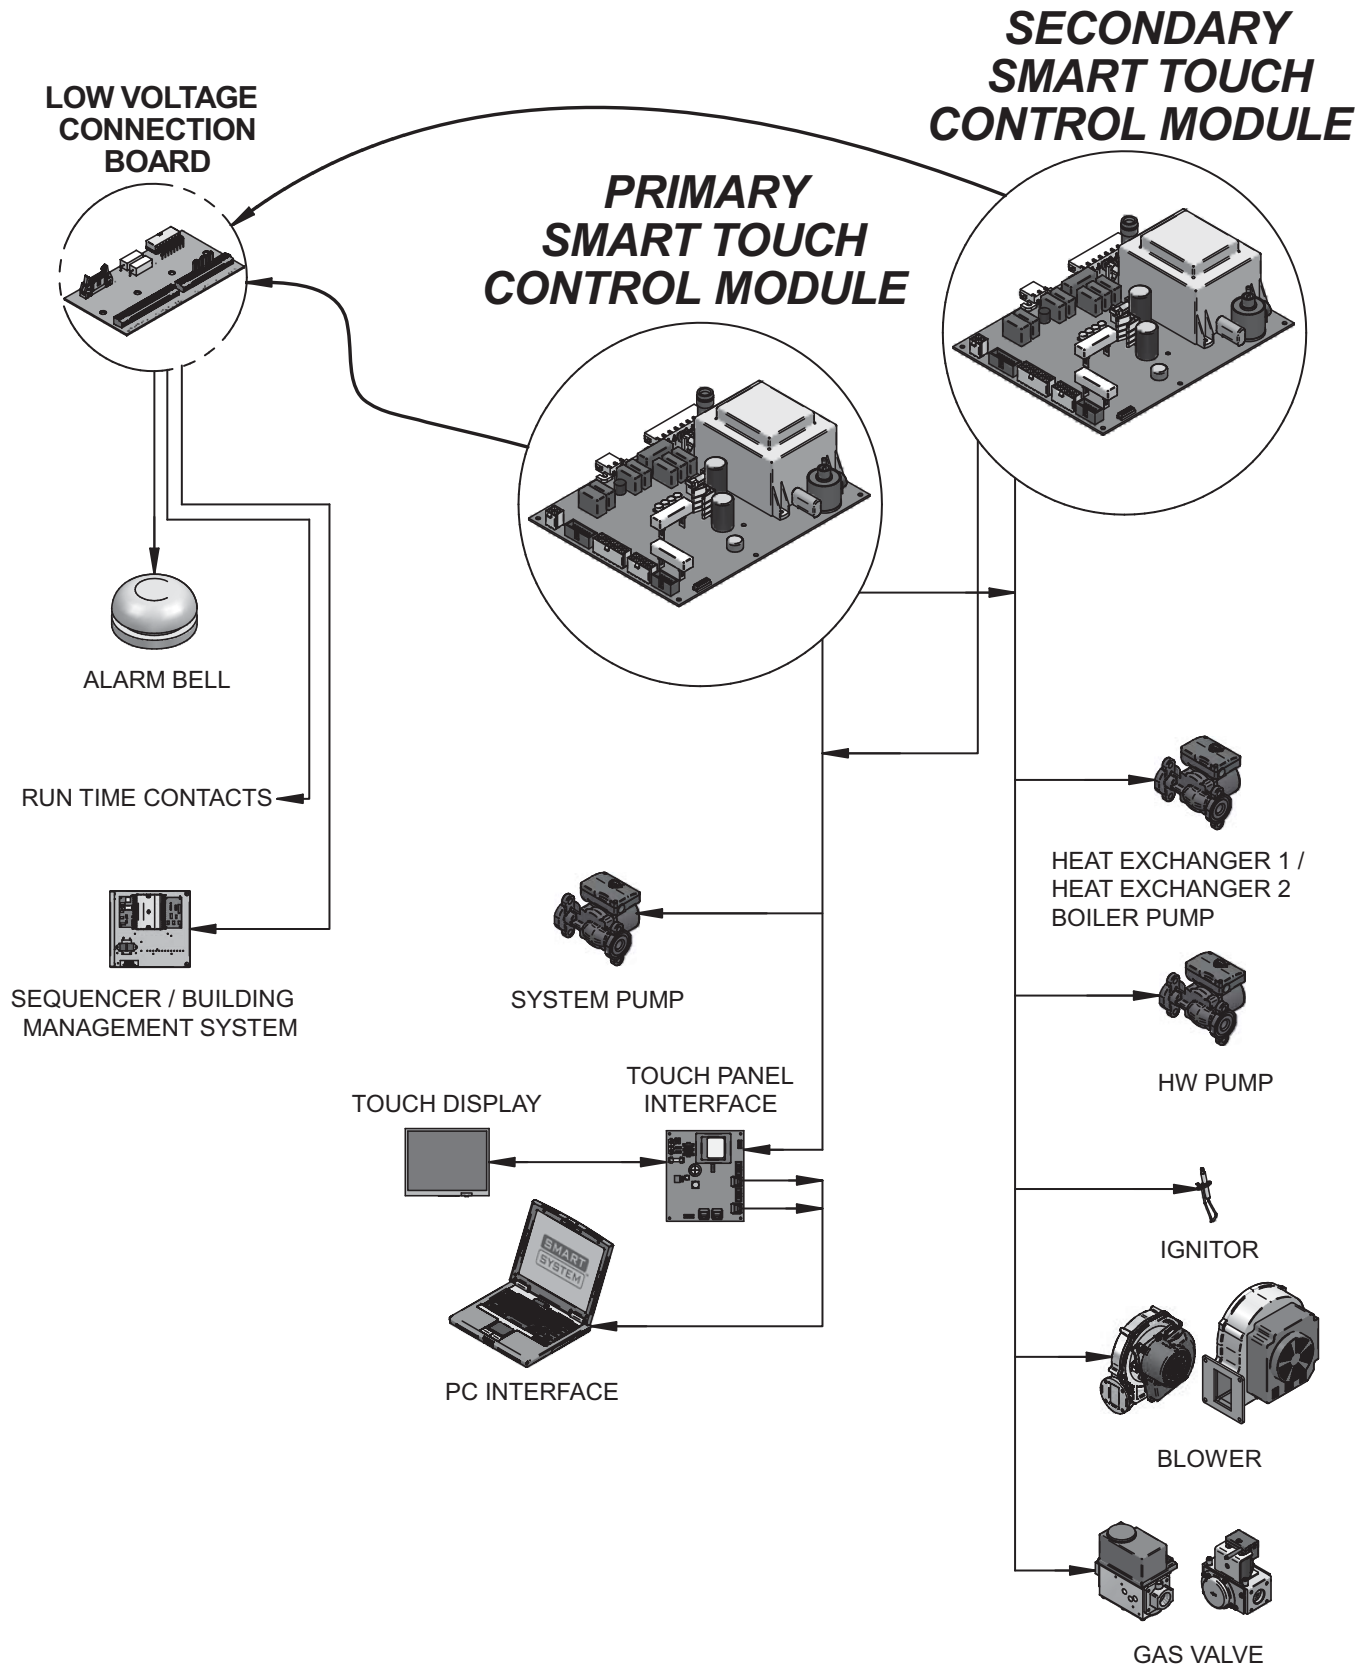 SECONDARY
SMART TOUCH
CONTROL MODULE
LOW VOLTAGE
CONNECTION
BOARD
PRIMARY
SMART TOUCH
CONTROL MODULE
ALARM BELL
RUN TIME CONTACTS
HEAT EXCHANGER 1 /
HEAT EXCHANGER 2
BOILER PUMP
SEQUENCER / BUILDING
MANAGEMENT SYSTEM
SYSTEM PUMP
HW PUMP
TOUCH DISPLAY
TOUCH PANEL
INTERFACE
SMART
SYSTEM
IGNITOR
PC INTERFACE
BLOWER
GAS VALVE